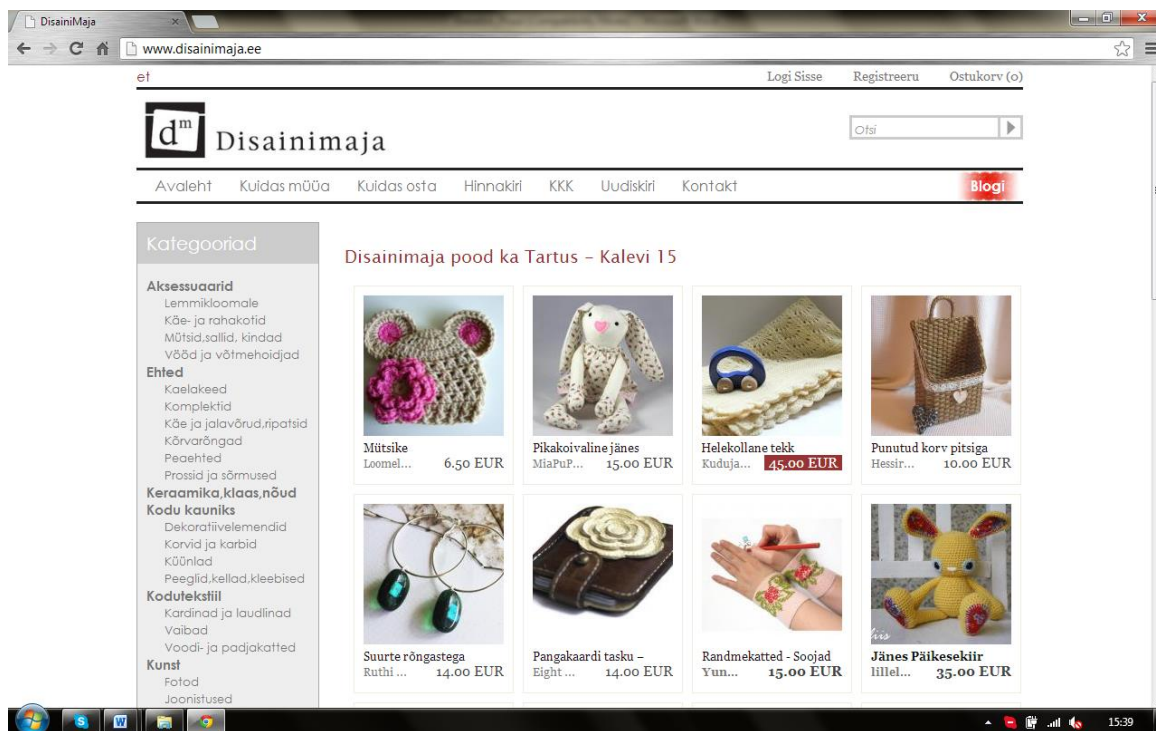 DisainiMaja
www.disainimaja.ee
et
Logi Sisse Registreeru Ostukorv (0)
dm Disainimaja
Otsi
Avaleht Kuidas müüa Kuidas osta Hinnakiri KKK Uudiskiri Kontakt Blogi
Kategooriad
Aksessuaarid
Lemmikloomale
Käe- ja rahakotid
Mütsid,sallid, kindad
Vööd ja võtmehoidjad
Ehted
Kaelakeed
Komplektid
Käe ja jalavõrud,ripatsid
Kõrvarõngad
Peaehted
Prossid ja sõrmused
Keraamika,klaas,nõud
Kodu kauniks
Dekoratiivelemendid
Korvid ja karbid
Küünlad
Peeglid,kellad,kleebised
Kodutekstiil
Kardinad ja laudlinad
Vaibad
Voodi- ja padjakatted
Kunst
Fotod
Joonistused
Disainimaja pood ka Tartus – Kalevi 15
Mütsike
Loomel... 6.50 EUR
Pikakoivaline jänes
MiaPuP... 15.00 EUR
Helekollane tekk
Kuduja... 45.00 EUR
Punutud korv pitsiga
Hessir... 10.00 EUR
Suurte rõngastega
Ruthi ... 14.00 EUR
Pangakaardi tasku –
Eight ... 14.00 EUR
Randmekatted - Soojad
Yun... 15.00 EUR
Jänes Päikesekiir
lillel... 35.00 EUR
15:39